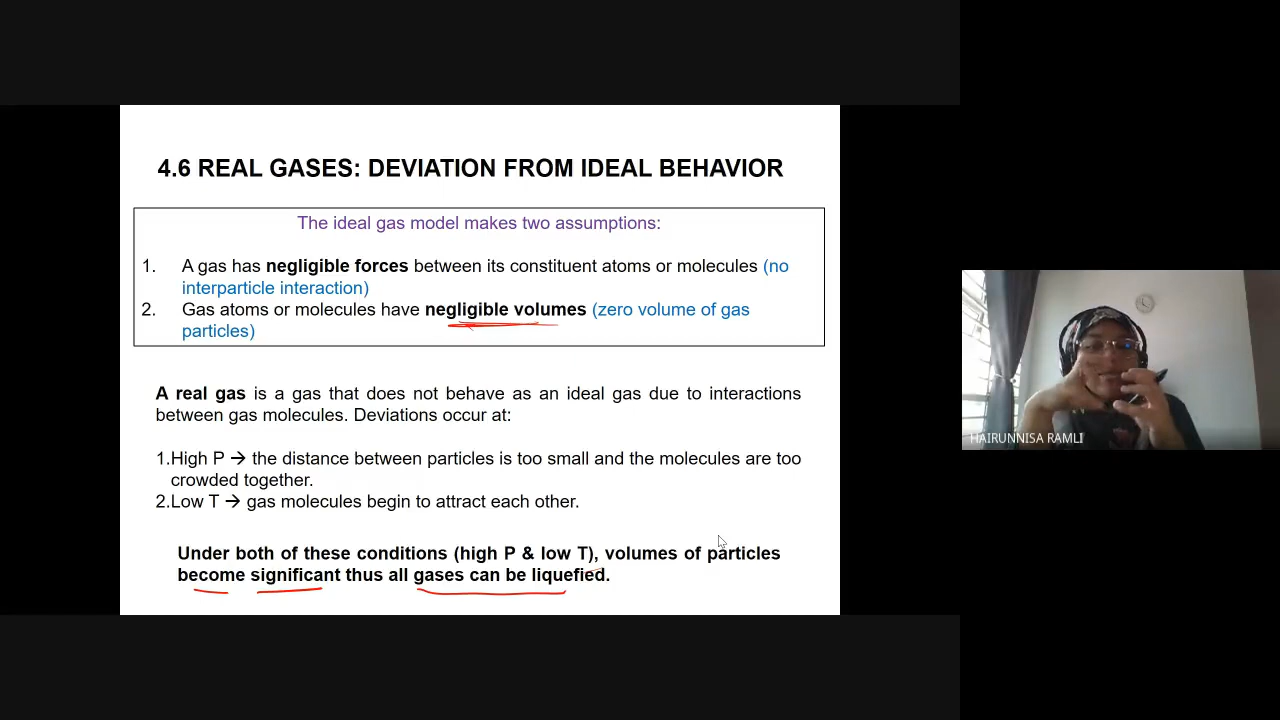 4.6 REAL GASES: DEVIATION FROM IDEAL BEHAVIOR
The ideal gas model makes two assumptions:
1. A gas has negligible forces between its constituent atoms or molecules (no
interparticle interaction)
2. Gas atoms or molecules have negligible volumes (zero volume of gas
particles)
A real gas is a gas that does not behave as an ideal gas due to interactions
between gas molecules. Deviations occur at:
1.High P → the distance between particles is too small and the molecules are too
crowded together.
2.Low T → gas molecules begin to attract each other.
Under both of these conditions (high P & low T), volumes of particles
become significant thus all gases can be liquefied.
HAIRUNNISA RAMLI